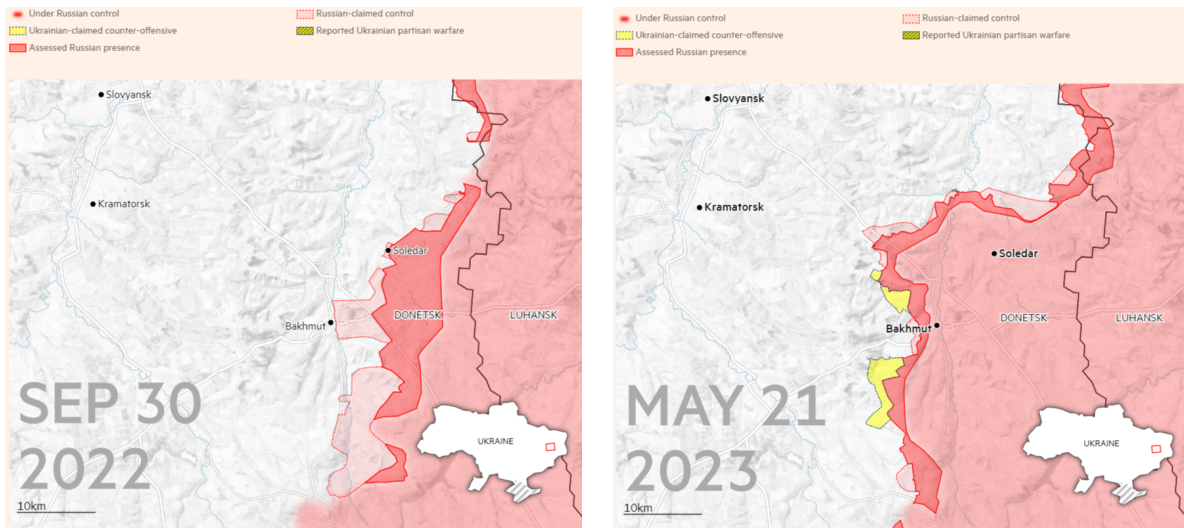 Under Russian control
Russian-claimed control
Ukrainian-claimed counter-offensive
Reported Ukrainian partisan warfare
Assessed Russian presence
Slovyansk
Kramatorsk
Soledar
Bakhmut
DONETSK
LUHANSK
SEP 30
2022
UKRAINE
10km
Under Russian control
Russian-claimed control
Ukrainian-claimed counter-offensive
Reported Ukrainian partisan warfare
Assessed Russian presence
Slovyansk
Kramatorsk
Soledar
Bakhmut
DONETSK
LUHANSK
MAY 21
2023
UKRAINE
10km